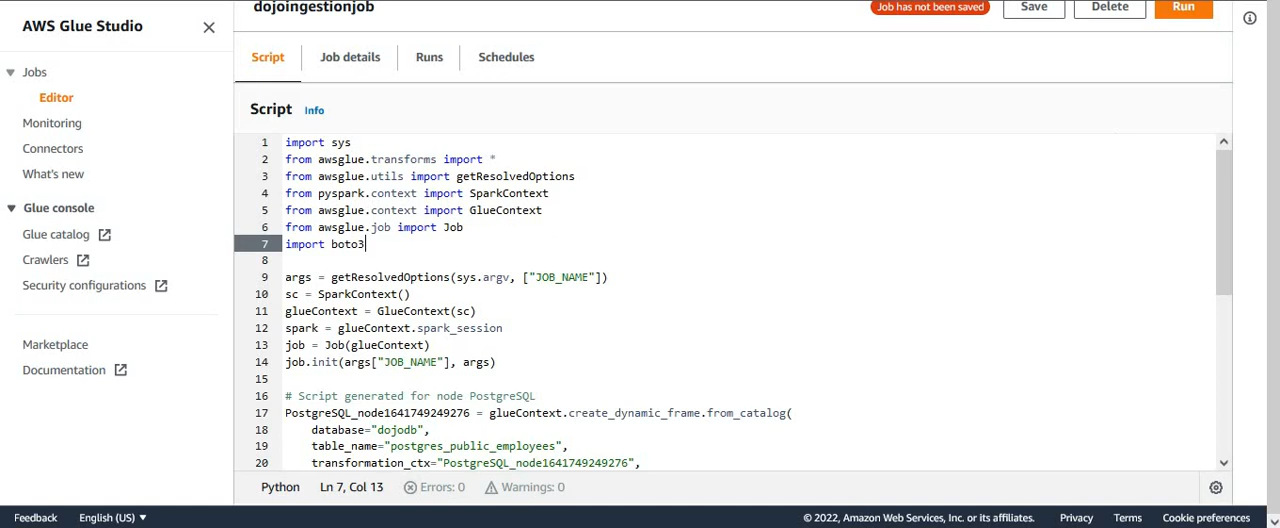 AWS Glue Studio
Jobs
Editor
Monitoring
Connectors
What's new
Glue console
Glue catalog
Crawlers
Security configurations
Marketplace
Documentation
dojoingestionjob
Job has not been saved
Save
Delete
Run
Script
Job details
Runs
Schedules
Script Info
1 import sys
2 from awsglue.transforms import *
3 from awsglue.utils import getResolvedOptions
4 from pyspark.context import SparkContext
5 from awsglue.context import GlueContext
6 from awsglue.job import Job
7 import boto3
8
9 args = getResolvedOptions(sys.argv, ["JOB_NAME"])
10 sc = SparkContext()
11 glueContext = GlueContext(sc)
12 spark = glueContext.spark_session
13 job = Job(glueContext)
14 job.init(args["JOB_NAME"], args)
15
16 # Script generated for node PostgreSQL
17 PostgreSQL_node1641749249276 = glueContext.create_dynamic_frame.from_catalog(
18     database="dojodb",
19     table_name="postgres_public_employees",
20     transformation_ctx="PostgreSQL_node1641749249276",
Python Ln 7, Col 13 Errors: 0 Warnings: 0
Feedback English (US) © 2022, Amazon Web Services, Inc. or its affiliates. Privacy Terms Cookie preferences